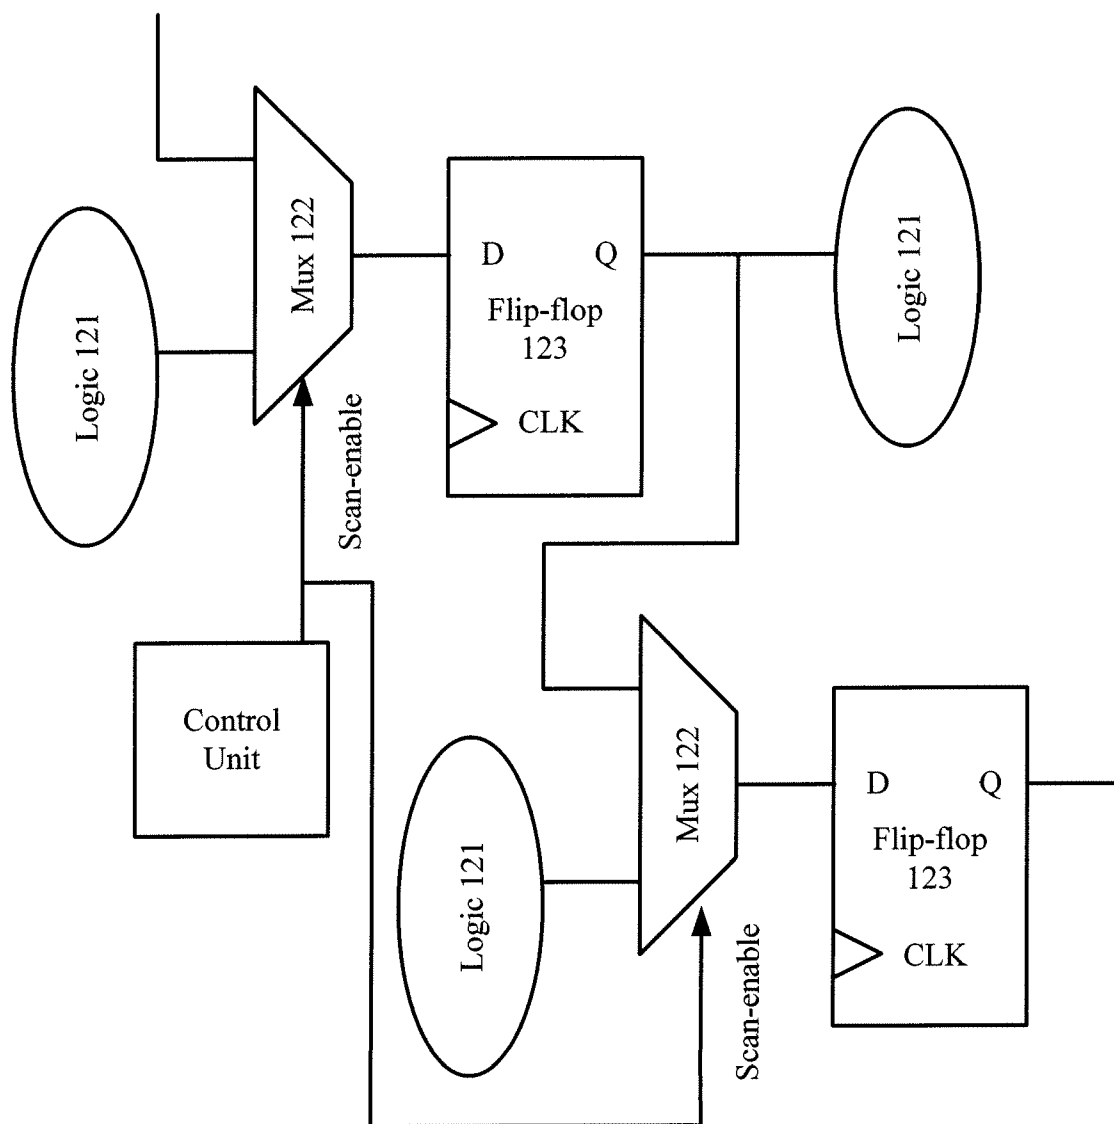 Mux 122
D Q
Flip-flop
123
CLK
Logic 121
Logic 121
Scan-enable
Control
Unit
Mux 122
D Q
Flip-flop
123
CLK
Logic 121
Scan-enable